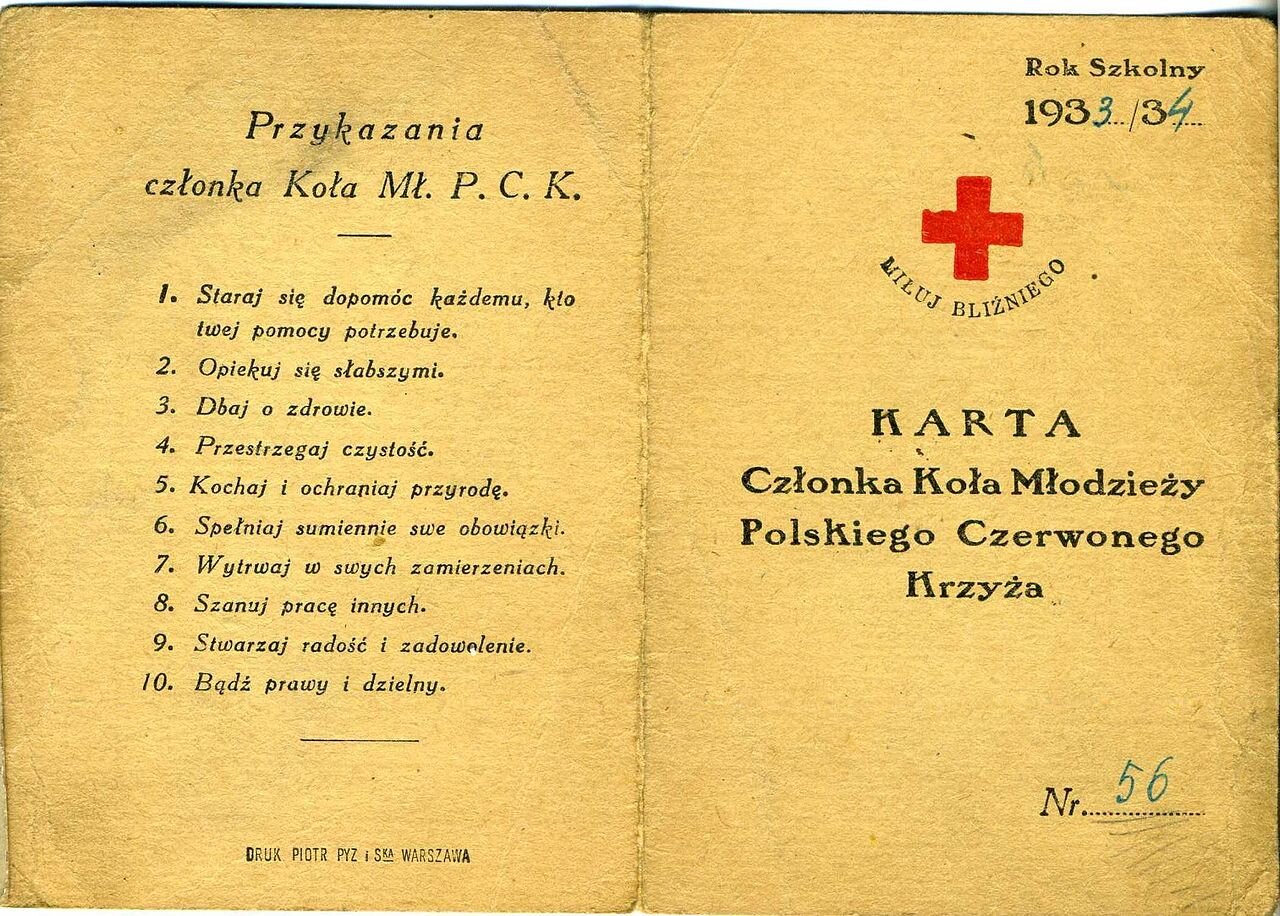 Przykazania
członka Koła Mł. P. C. K.
1. Staraj się dopomóc każdemu, kto
twej pomocy potrzebuje.
2. Opiekuj się słabszymi.
3. Dbaj o zdrowie.
4. Przestrzegaj czystość.
5. Kochaj i ochraniaj przyrodę.
6. Spełniaj sumiennie swe obowiązki.
7. Wytrwaj w swych zamierzeniach.
8. Szanuj pracę innych.
9. Stwarzaj radość i zadowolenie.
10. Bądź prawy i dzielny.
DRUK PIOTR PYZ i SKA WARSZAWA
Rok Szkolny
1933/34
MIŁUJ BLIŹNIEGO
KARTA
Członka Koła Młodzieży
Polskiego Czerwonego
Krzyża
Nr. 56